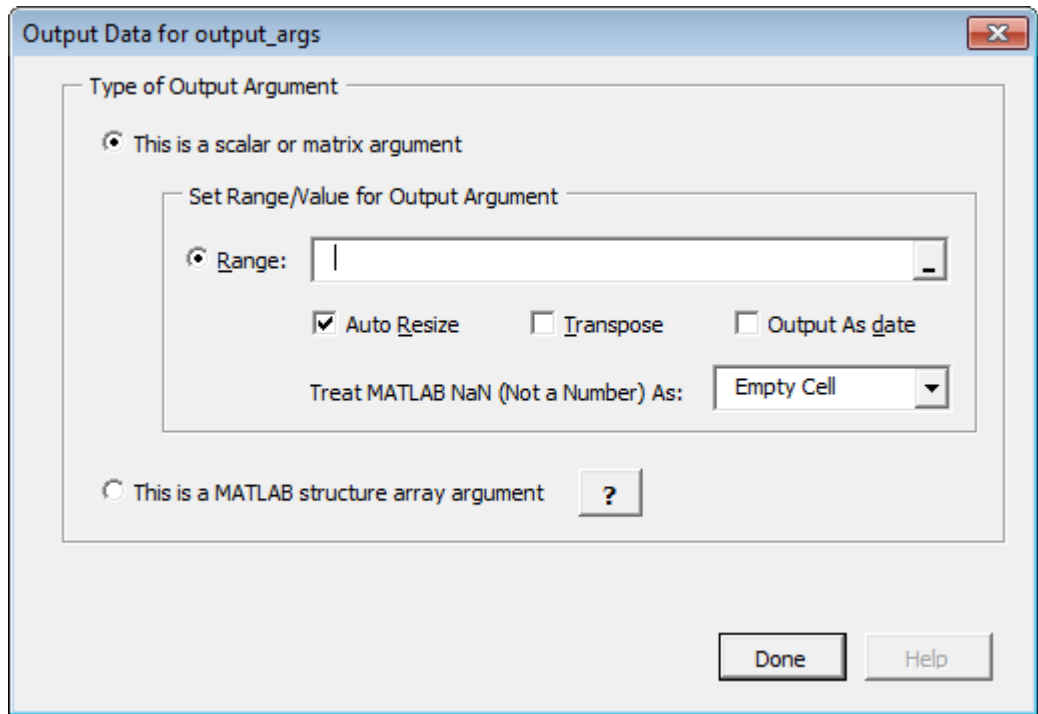 Output Data for output_args
Type of Output Argument
This is a scalar or matrix argument
Set Range/Value for Output Argument
Range:
_
Auto Resize Transpose Output As date
Treat MATLAB NaN (Not a Number) As: Empty Cell
This is a MATLAB structure array argument ?
Done Help